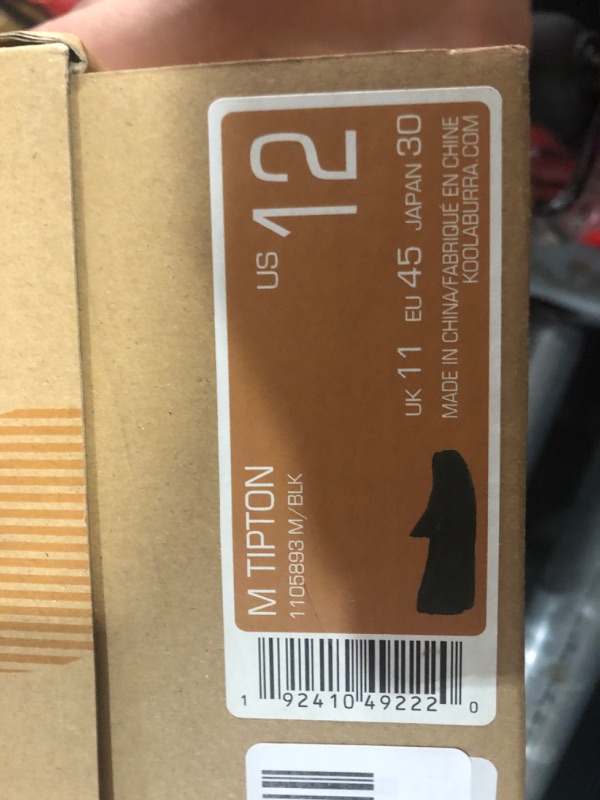 US 12
UK 11 EU 45 JAPAN 30
MADE IN CHINA/FABRIQUÉ EN CHINE
KOOLABURRA.COM
M TIPTON
1105893 M/BLK
1 92410 49222 0